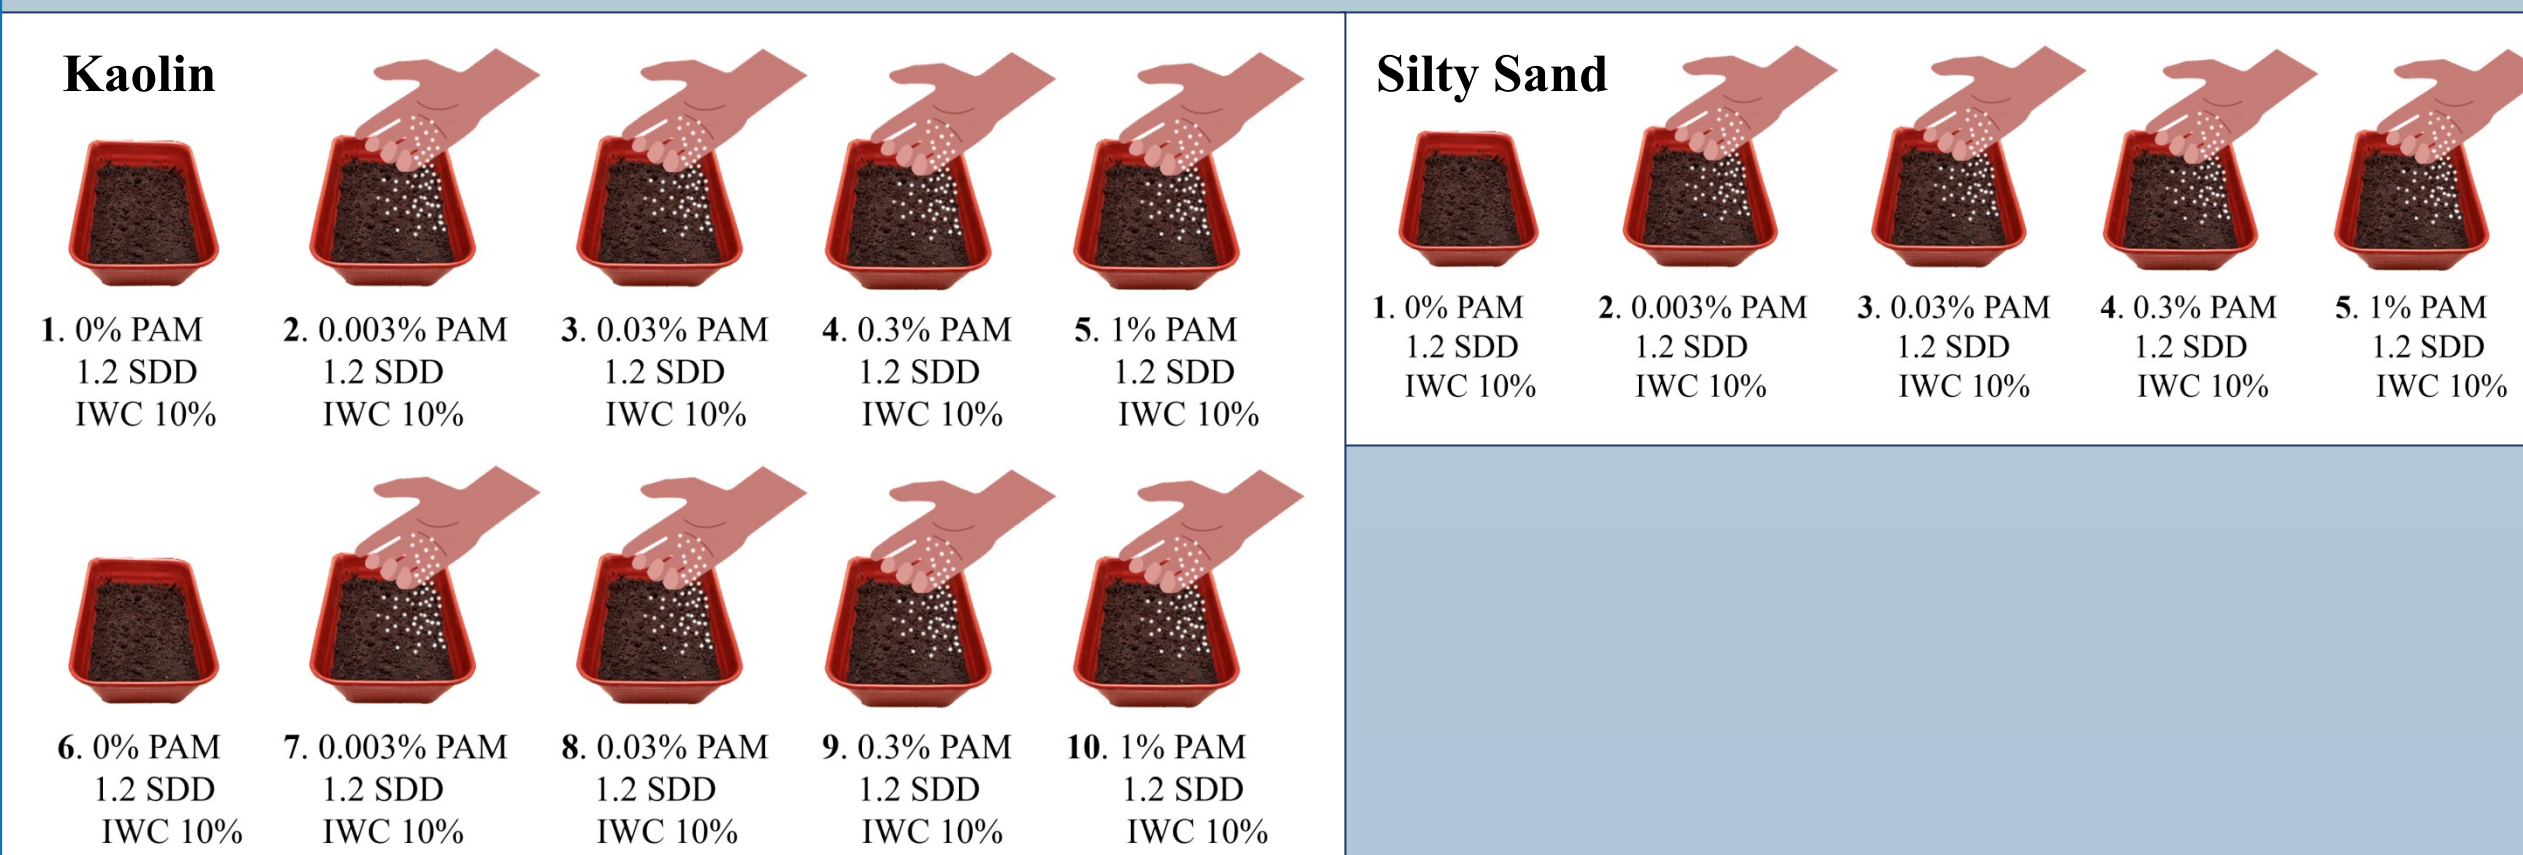 Kaolin
1. 0% PAM
1.2 SDD
IWC 10%
2. 0.003% PAM
1.2 SDD
IWC 10%
3. 0.03% PAM
1.2 SDD
IWC 10%
4. 0.3% PAM
1.2 SDD
IWC 10%
5. 1% PAM
1.2 SDD
IWC 10%
6. 0% PAM
1.2 SDD
IWC 10%
7. 0.003% PAM
1.2 SDD
IWC 10%
8. 0.03% PAM
1.2 SDD
IWC 10%
9. 0.3% PAM
1.2 SDD
IWC 10%
10. 1% PAM
1.2 SDD
IWC 10%
Silty Sand
1. 0% PAM
1.2 SDD
IWC 10%
2. 0.003% PAM
1.2 SDD
IWC 10%
3. 0.03% PAM
1.2 SDD
IWC 10%
4. 0.3% PAM
1.2 SDD
IWC 10%
5. 1% PAM
1.2 SDD
IWC 10%